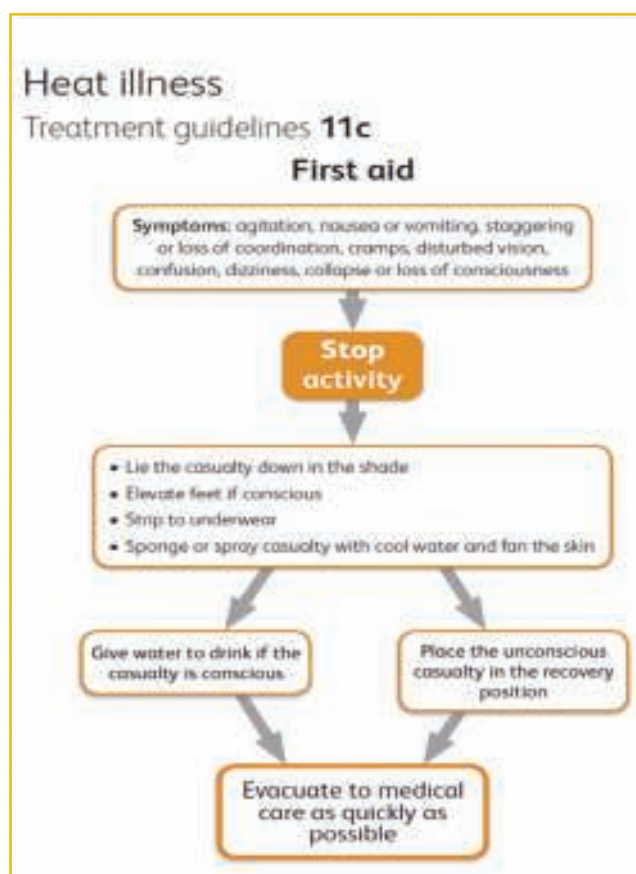 Heat illness
Treatment guidelines 11c
First aid
Symptoms: agitation, nausea or vomiting, staggering
or loss of coordination, cramps, disturbed vision,
confusion, dizziness, collapse or loss of consciousness
Stop
activity
• Lie the casualty down in the shade
• Elevate feet if conscious
• Strip to underwear
• Sponge or spray casualty with cool water and fan the skin
Give water to drink if the
casualty is conscious
Place the unconscious
casualty in the recovery
position
Evacuate to medical
care as quickly as
possible